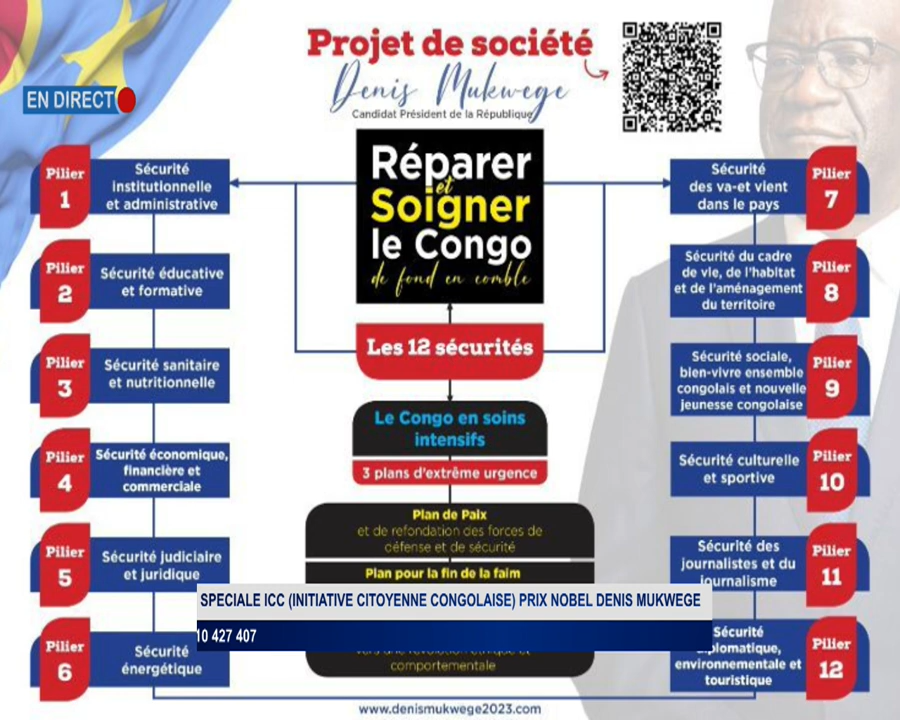 Projet de société
Denis Mukwege
Candidat Président de la République
EN DIRECT
Réparer
et
Soigner
le Congo
de fond en comble
Les 12 sécurités
Le Congo en soins
intensifs
3 plans d'extrême urgence
Plan de Paix
et de refondation des forces de
défense et de sécurité
Plan pour la fin de la faim
comportementale
Pilier
1
Sécurité
institutionnelle
et administrative
Pilier
2
Sécurité éducative
et formative
Pilier
3
Sécurité sanitaire
et nutritionnelle
Pilier
4
Sécurité économique,
financière et
commerciale
Pilier
5
Sécurité judiciaire
et juridique
Pilier
6
Sécurité
énergétique
Sécurité
des va-et vient
dans le pays
Pilier
7
Sécurité du cadre
de vie, de l'habitat
et de l'aménagement
du territoire
Pilier
8
Sécurité sociale,
bien-vivre ensemble
congolais et nouvelle
jeunesse congolaise
Pilier
9
Sécurité culturelle
et sportive
Pilier
10
Sécurité des
journalistes et du
journalisme
Pilier
11
Sécurité
diplomatique,
environnementale et
touristique
Pilier
12
SPECIALE ICC (INITIATIVE CITOYENNE CONGOLAISE) PRIX NOBEL DENIS MUKWEGE
10 427 407
www.denismukwege2023.com